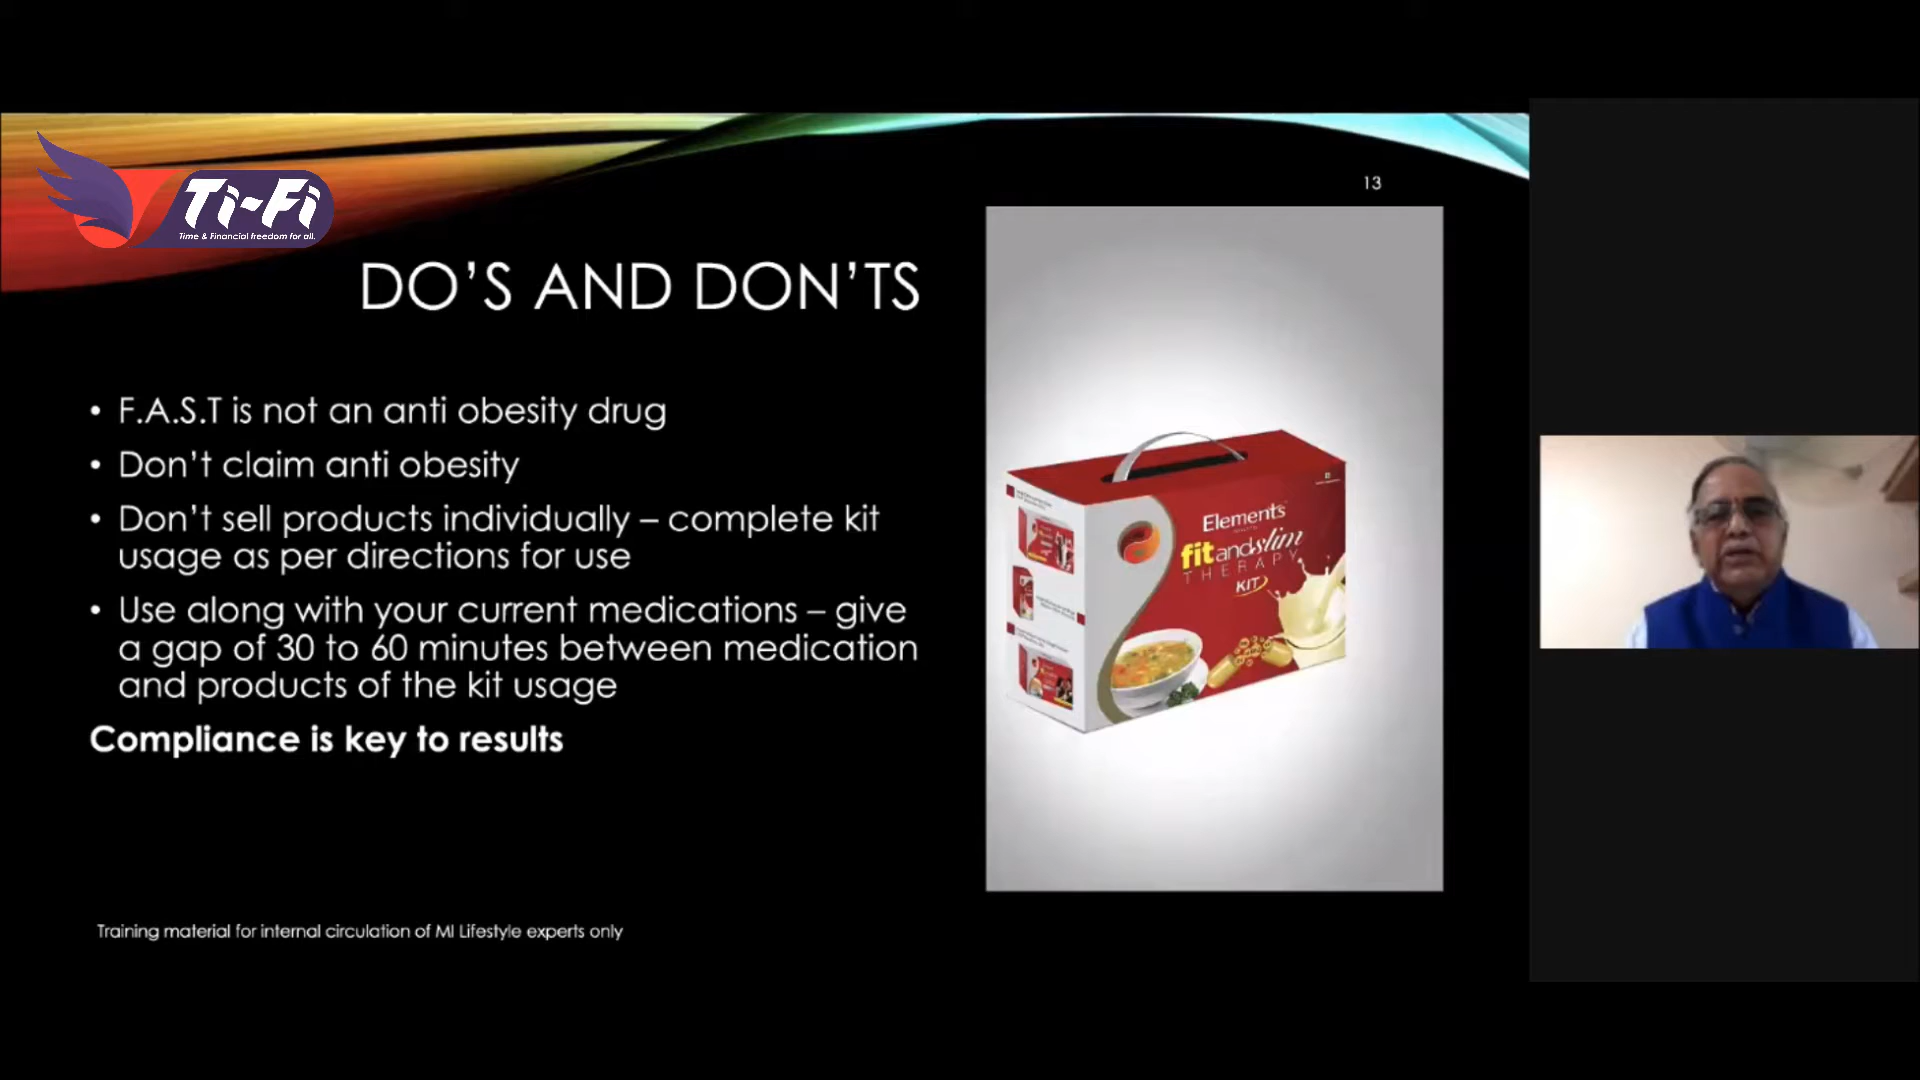 Ti-Fi
Time & Financial freedom for all.
13
DO’S AND DON’TS
• F.A.S.T is not an anti obesity drug
• Don’t claim anti obesity
• Don’t sell products individually – complete kit
usage as per directions for use
• Use along with your current medications – give
a gap of 30 to 60 minutes between medication
and products of the kit usage
Compliance is key to results
Elements
fit and slim
THERAPY
KIT
Training material for internal circulation of MI Lifestyle experts only